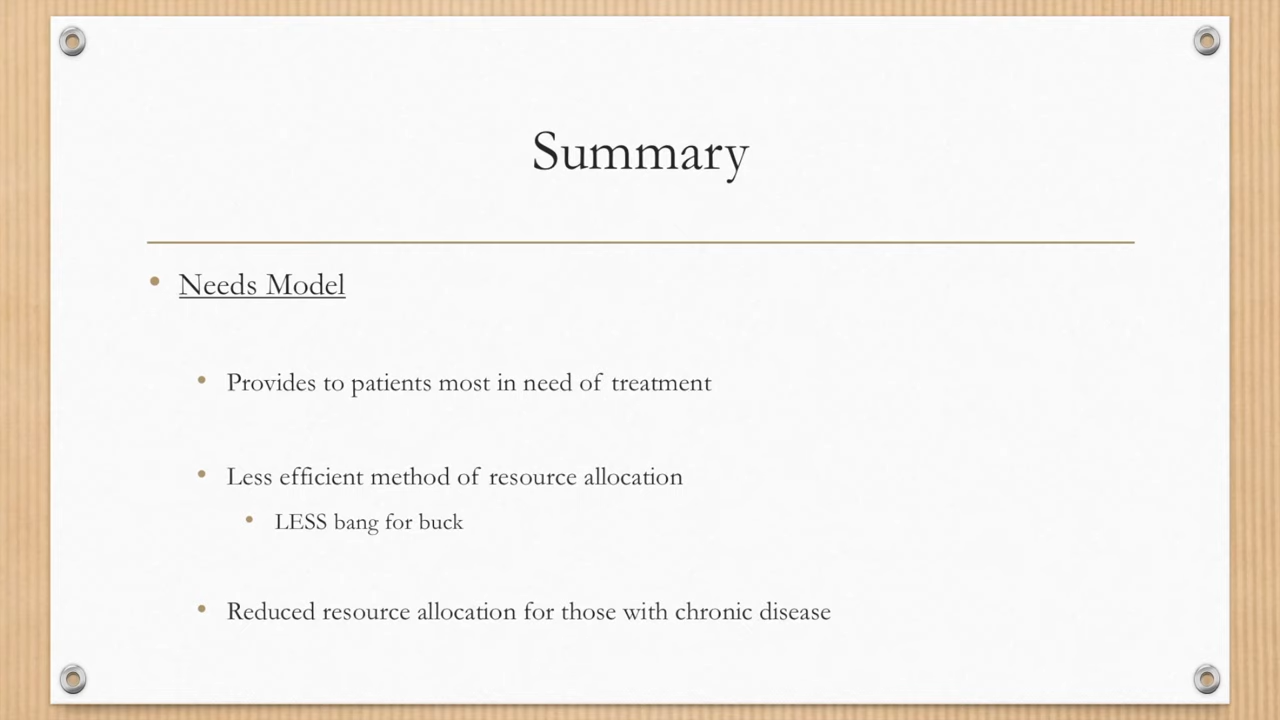 Summary
Needs Model
Provides to patients most in need of treatment
Less efficient method of resource allocation
LESS bang for buck
Reduced resource allocation for those with chronic disease